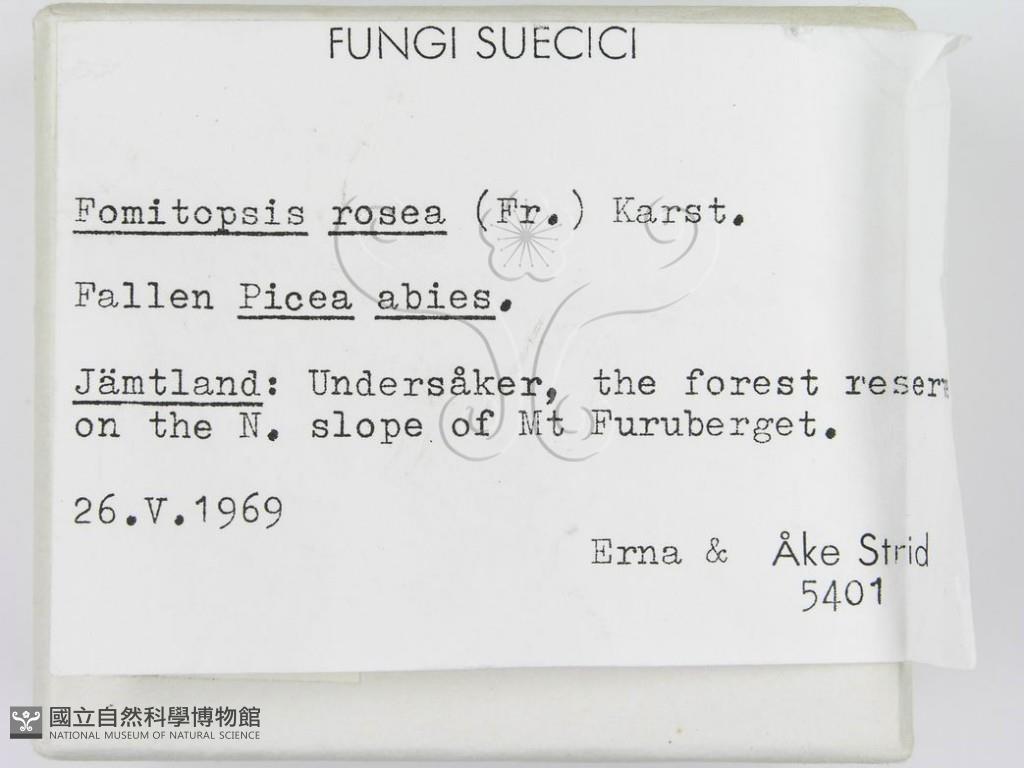 FUNGI SUECICI
Fomitopsis rosea (Fr.) Karst.
Fallen Picea abies.
Jämtland: Undersåker, the forest
on the N. slope of Mt Furuberget.
26.V.1969
Erna & Åke Strid
5401
國立自然科學博物館
NATIONAL MUSEUM OF NATURAL SCIENCE